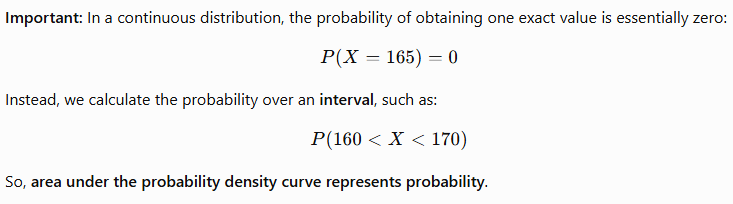 Important: In a continuous distribution, the probability of obtaining one exact value is essentially zero:
P(X = 165) = 0
Instead, we calculate the probability over an interval, such as:
P(160 < X < 170)
So, area under the probability density curve represents probability.